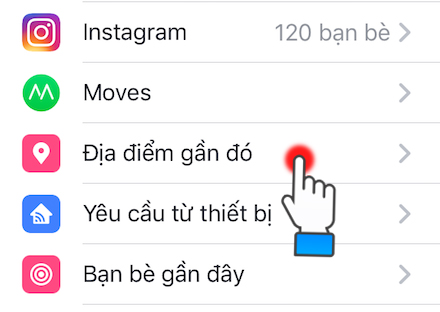 Instagram 120 bạn bè
Moves
Địa điểm gần đó
Yêu cầu từ thiết bị
Bạn bè gần đây